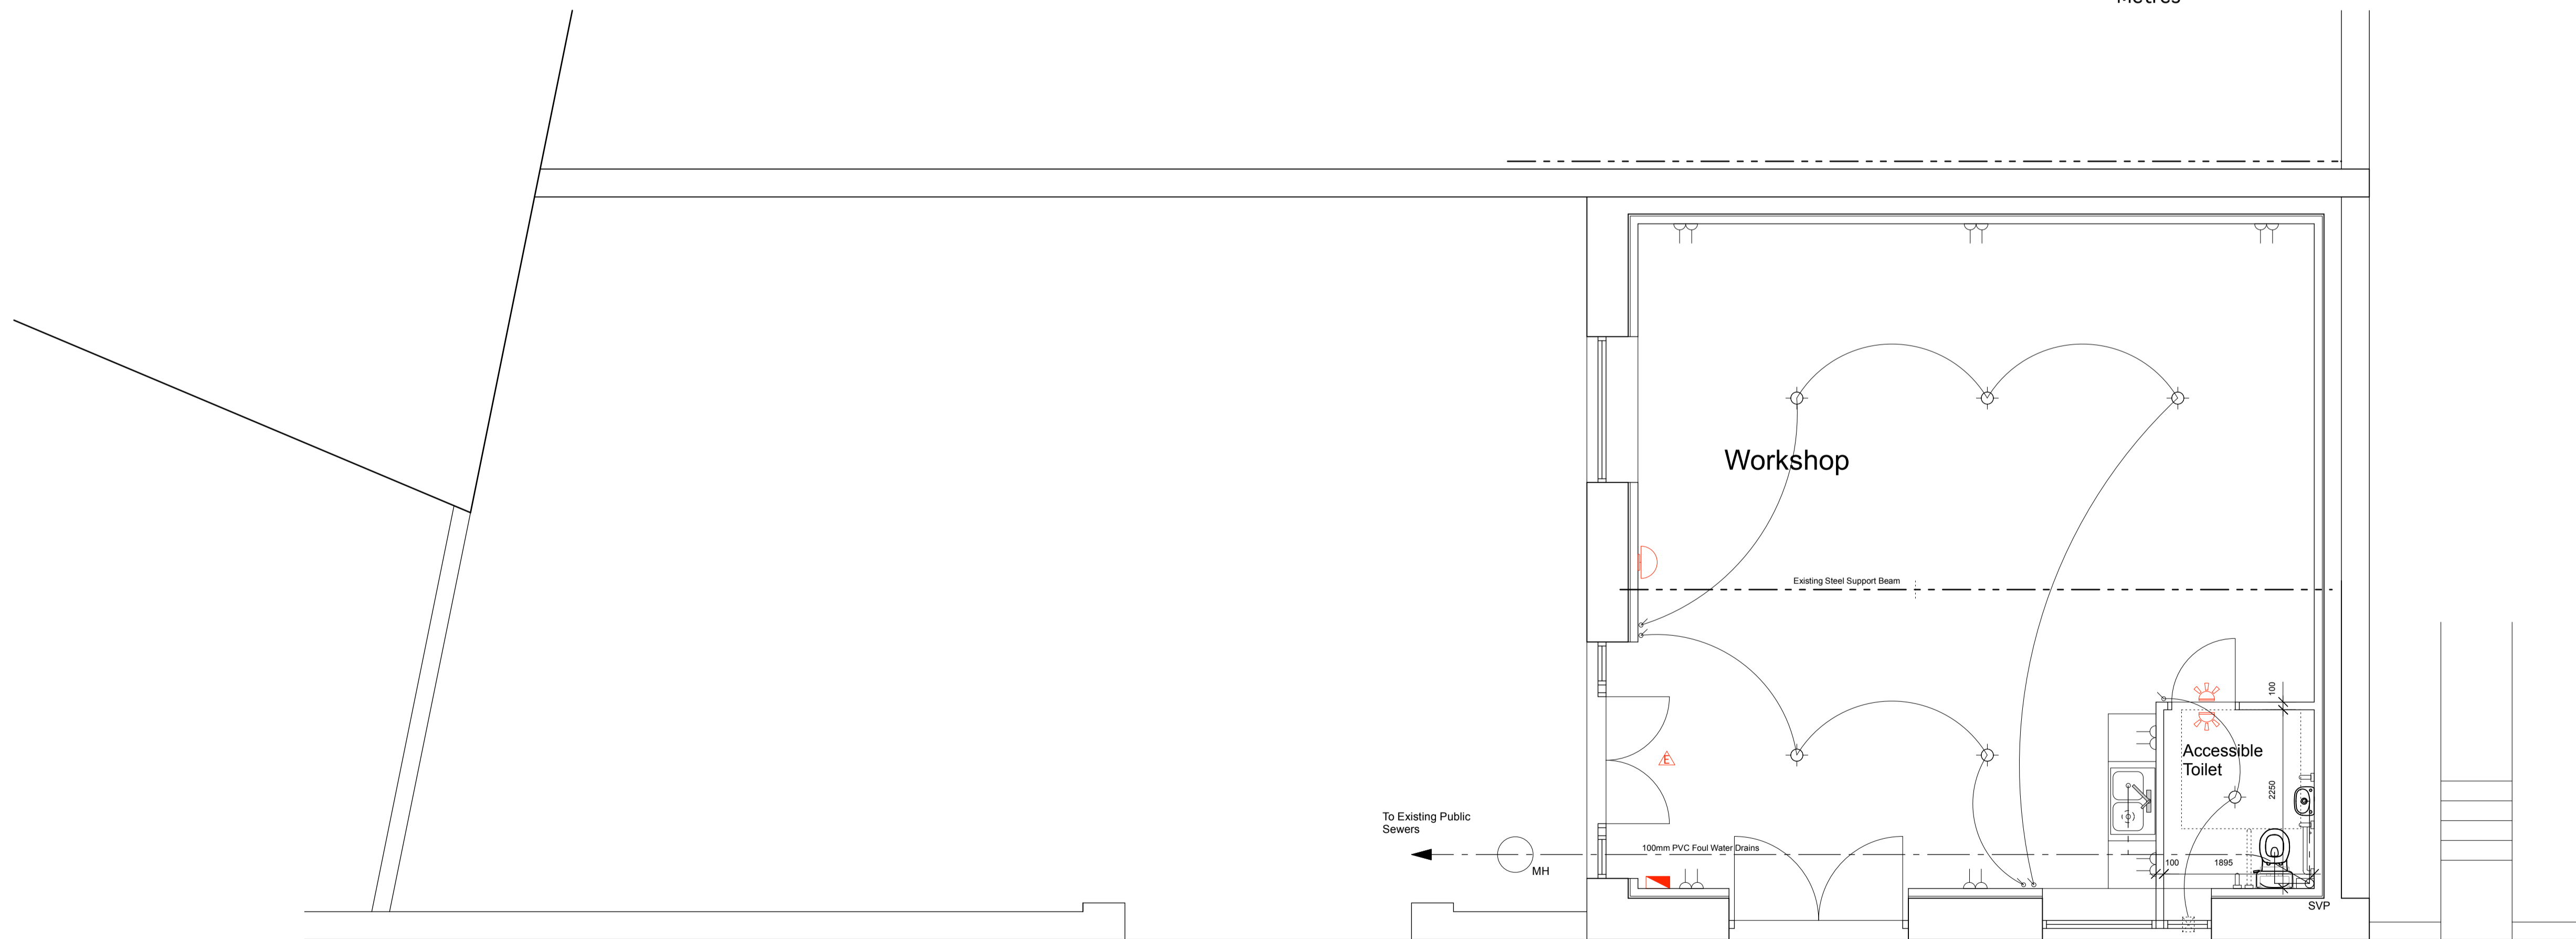 Metres
Workshop
Existing Steel Support Beam
100
Accessible
Toilet
2250
E
To Existing Public
Sewers
100mm PVC Foul Water Drains
MH
100
1895
SVP